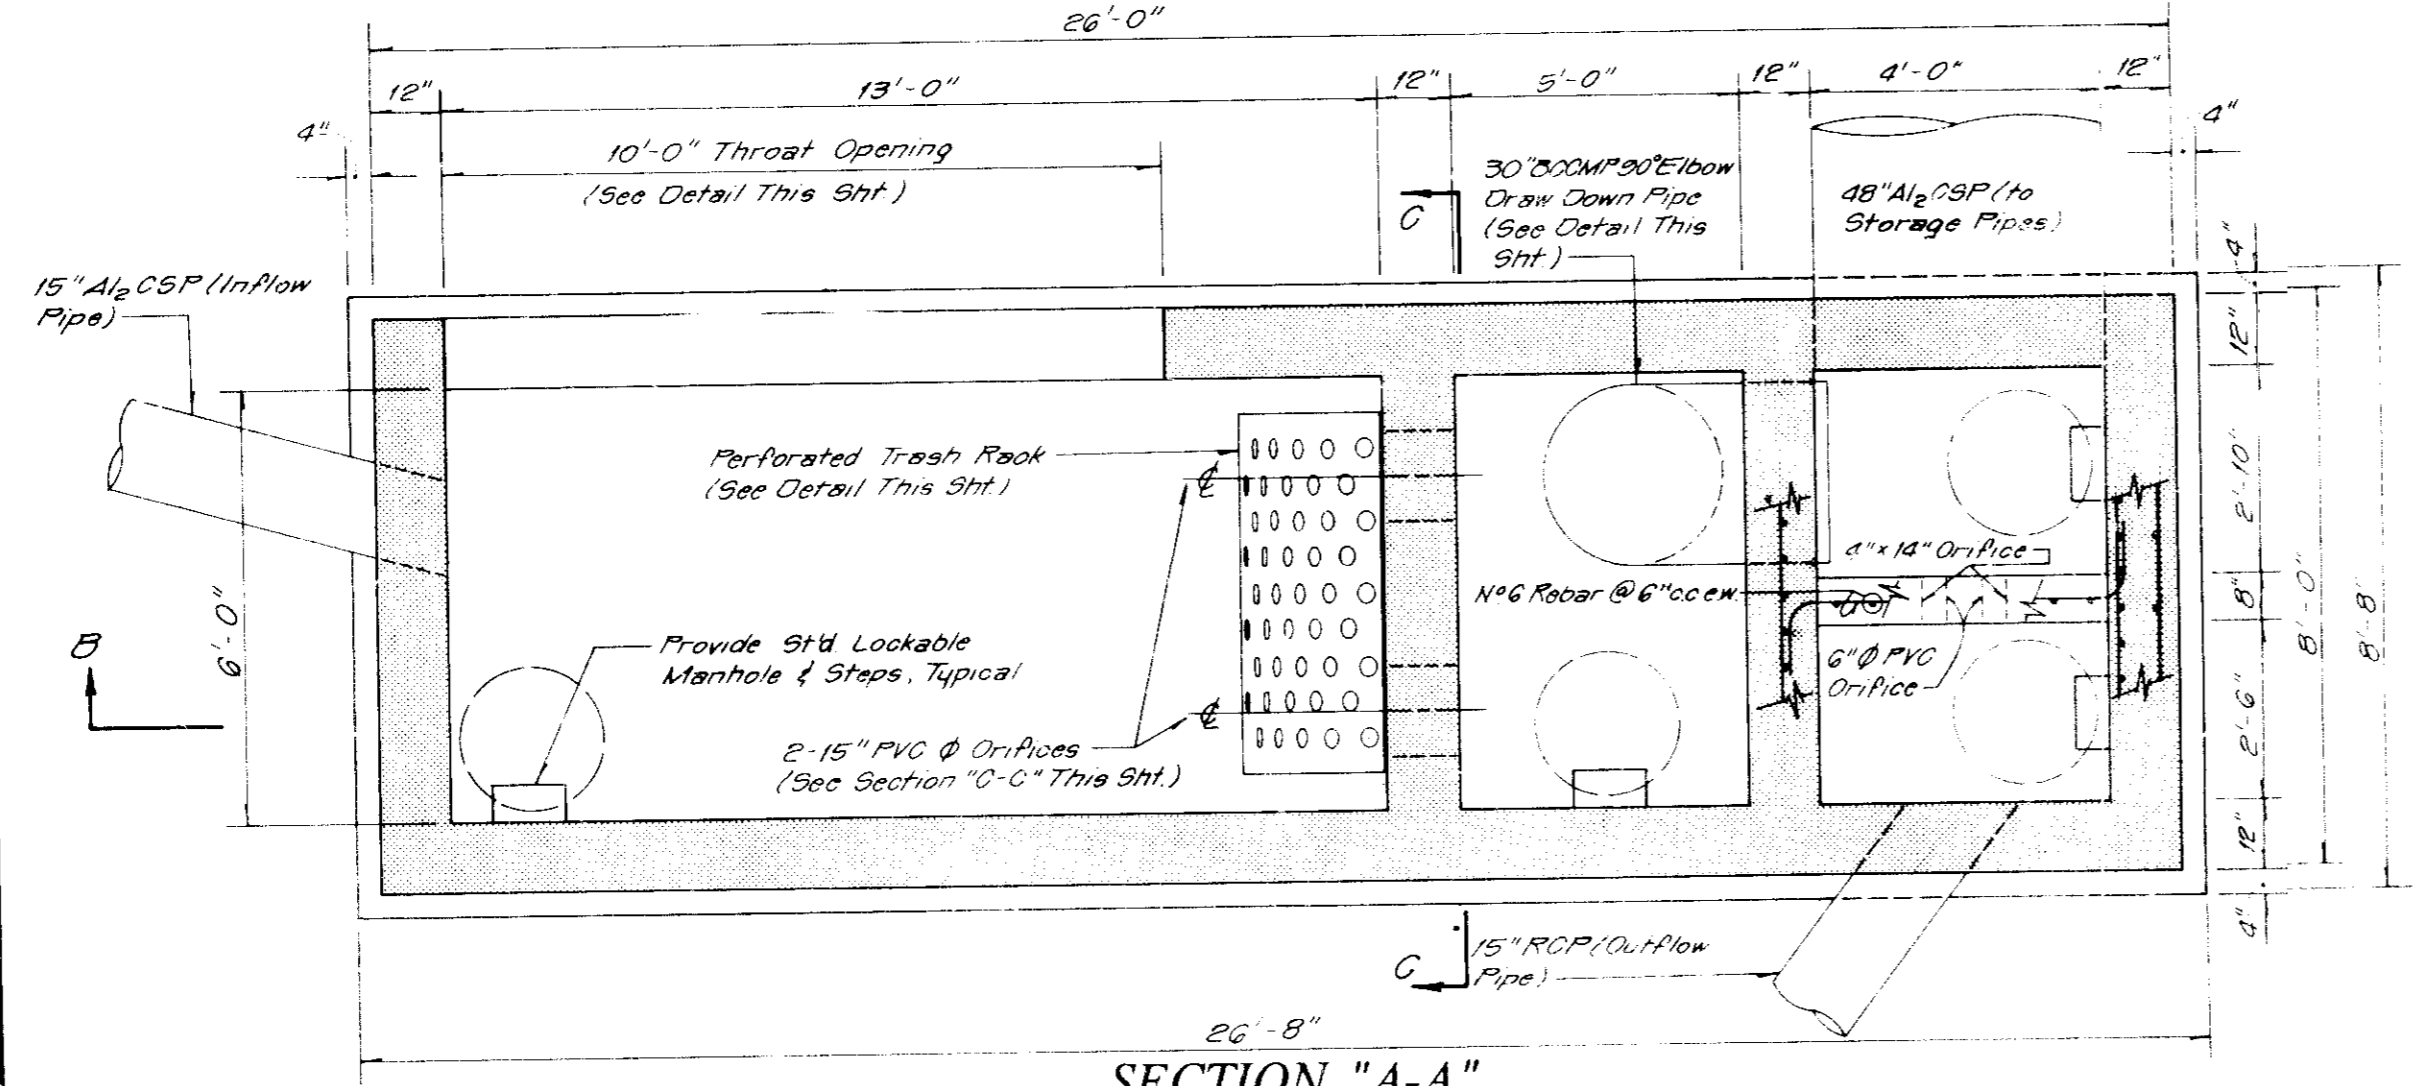 26'-0"
12"
13'-0"
12"
5'-0"
12"
4'-0"
12"
4"
4"
10'-0" Throat Opening
(See Detail This Sht.)
C
30" BCCMP 90° Elbow
Draw Down Pipe
(See Detail This
Sht.)
48" Al₂ CSP (to
Storage Pipes)
15" Al₂ CSP (Inflow
Pipe)
4"
12"
2'-10"
8"
2'-6"
12"
4"
8'-0"
8'-8"
Perforated Trash Rack
(See Detail This Sht.)
℄
4"x14" Orifice
Nº6 Rebar @ 6" c.c.e.w.
6'-0"
B
Provide St'd. Lockable
Manhole & Steps, Typical
6"Ø PVC
Orifice
℄
2-15" PVC Ø Orifices
(See Section "C-C" This Sht.)
C
15" RCP (Outflow
Pipe)
26'-8"
SECTION "A-A"